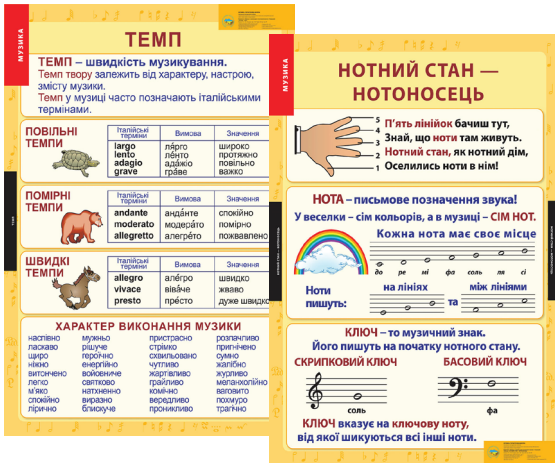 МУЗИКА
ТЕМП
ТЕМП – швидкість музикування.
Темп твору залежить від характеру, настрою,
змісту музики.
Темп у музиці часто позначають італійськими
термінами.
ПОВІЛЬНІ
ТЕМПИ
Італійські терміни Вимова Значення
largo ля́рго широко
lento ле́нто протяжно
adagio ада́жіо повільно
grave гра́ве важко
ПОМІРНІ
ТЕМПИ
Італійські терміни Вимова Значення
andante анда́нте спокійно
moderato модера́то помірно
allegretto алегре́то пожвавлено
ШВИДКІ
ТЕМПИ
Італійські терміни Вимова Значення
allegro але́гро швидко
vivace віва́че жваво
presto пре́сто дуже швидко
ХАРАКТЕР ВИКОНАННЯ МУЗИКИ
наспівно мужньо пристрасно розпачливо
ласкаво рішуче стрімко пригнічено
щиро героїчно схвильовано сумно
ніжно енергійно чутливо жалібно
витончено войовниче жартівливо журливо
легко святково грайливо меланхолійно
м'яко натхненно комічно ваговито
спокійно виразно вередливо похмуро
лірично блискуче проникливо трагічно
МУЗИКА
НОТНИЙ СТАН —
НОТОНОСЕЦЬ
5
4
3
2
1
П'ять лінійок бачиш тут,
Знай, що ноти там живуть.
Нотний стан, як нотний дім,
Оселились ноти в нім!
НОТА – письмове позначення звука!
У веселки – сім кольорів, а в музиці – СІМ НОТ.
Кожна нота має своє місце
до ре мі фа соль ля сі
Ноти
пишуть:
на лініях
та
між лініями
КЛЮЧ – то музичний знак.
Його пишуть на початку нотного стану.
СКРИПКОВИЙ КЛЮЧ
БАСОВИЙ КЛЮЧ
соль
фа
КЛЮЧ вказує на ключову ноту,
від якої шикуються всі інші ноти.